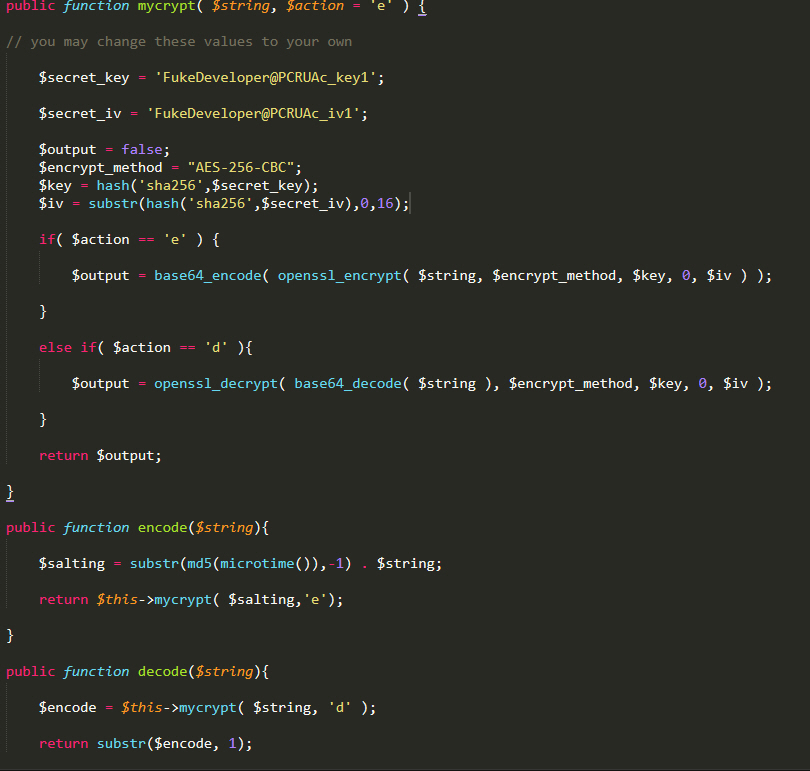 public function mycrypt( $string, $action = 'e' ) {
// you may change these values to your own
$secret_key = 'FukeDeveloper@PCRUAc_key1';
$secret_iv = 'FukeDeveloper@PCRUAc_iv1';
$output = false;
$encrypt_method = "AES-256-CBC";
$key = hash('sha256',$secret_key);
$iv = substr(hash('sha256',$secret_iv),0,16);
if( $action == 'e' ) {
$output = base64_encode( openssl_encrypt( $string, $encrypt_method, $key, 0, $iv ) );
}
else if( $action == 'd' ){
$output = openssl_decrypt( base64_decode( $string ), $encrypt_method, $key, 0, $iv );
}
return $output;
}
public function encode($string){
$salting = substr(md5(microtime()),-1) . $string;
return $this->mycrypt( $salting,'e');
}
public function decode($string){
$encode = $this->mycrypt( $string, 'd' );
return substr($encode, 1);